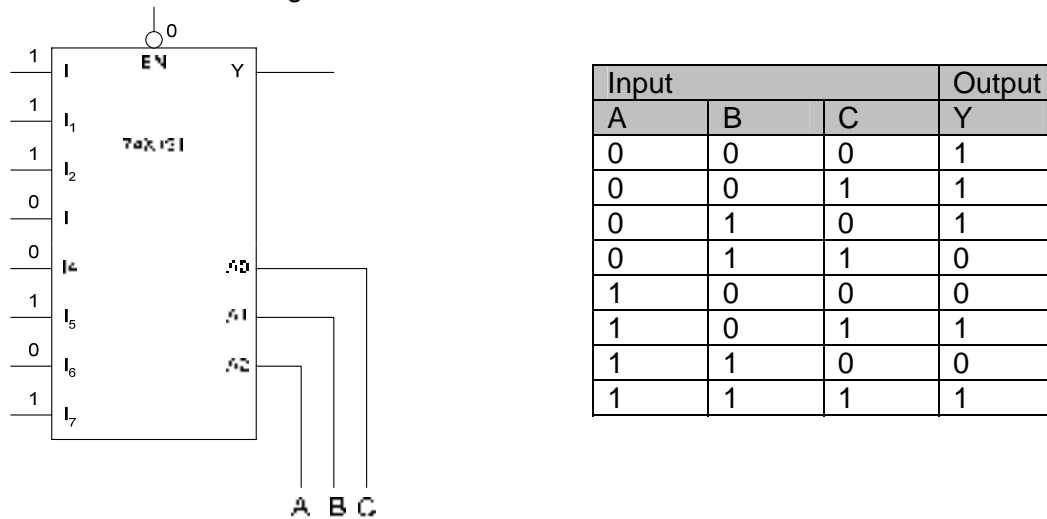 0
1
EN
I
Y
1
I1
1
I2
0
I
0
A0
1
I5
A1
0
I6
A2
1
I7
A B C
Input Output
A B C Y
0 0 0 1
0 0 1 1
0 1 0 1
0 1 1 0
1 0 0 0
1 0 1 1
1 1 0 0
1 1 1 1